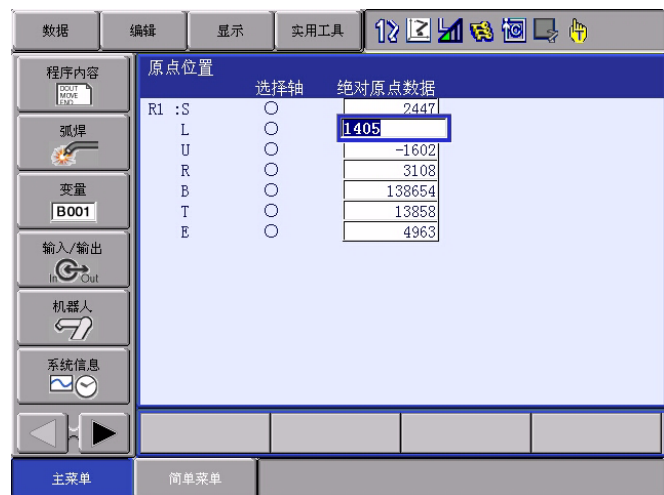 数据 编辑 显示 实用工具
程序内容
DOUT
MOVE
END
弧焊
变量
B001
输入/输出
In Out
机器人
系统信息
主菜单 简单菜单
原点位置
选择轴 绝对原点数据
R1 :S 2447
L 1405
U -1602
R 3108
B 138654
T 13858
E 4963